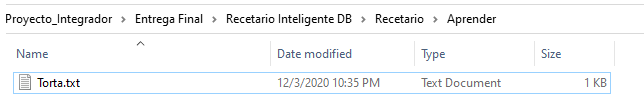 Proyecto_Integrador > Entrega Final > Recetario Inteligente DB > Recetario > Aprender
Name Date modified Type Size
Torta.txt 12/3/2020 10:35 PM Text Document 1 KB